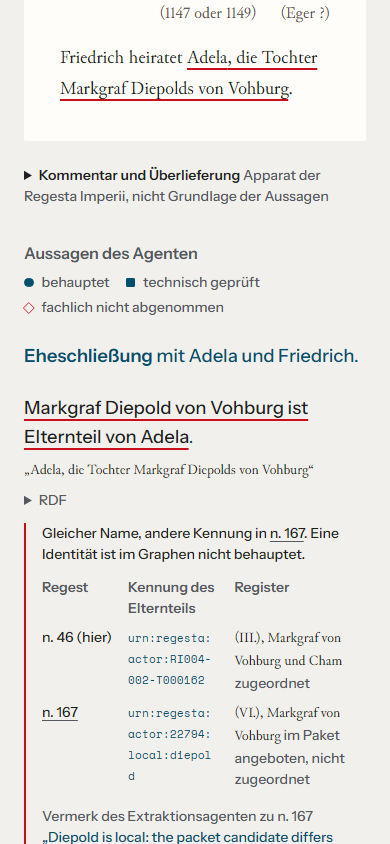 (1147 oder 1149) (Eger ?)
Friedrich heiratet Adela, die Tochter
Markgraf Diepolds von Vohburg.
▶ Kommentar und Überlieferung Apparat der
Regesta Imperii, nicht Grundlage der Aussagen
Aussagen des Agenten
behauptet technisch geprüft
fachlich nicht abgenommen
Eheschließung mit Adela und Friedrich.
Markgraf Diepold von Vohburg ist
Elternteil von Adela.
„Adela, die Tochter Markgraf Diepolds von Vohburg“
▶ RDF
Gleicher Name, andere Kennung in n. 167. Eine
Identität ist im Graphen nicht behauptet.
Regest Kennung des Register
Elternteils
n. 46 (hier) urn:regesta: (III.), Markgraf von
actor:RI004- Vohburg und Cham
002-T000162 zugeordnet
n. 167 urn:regesta: (VI.), Markgraf von
actor:22794: Vohburg im Paket
local:diepol angeboten, nicht
d zugeordnet
Vermerk des Extraktionsagenten zu n. 167
„Diepold is local: the packet candidate differs